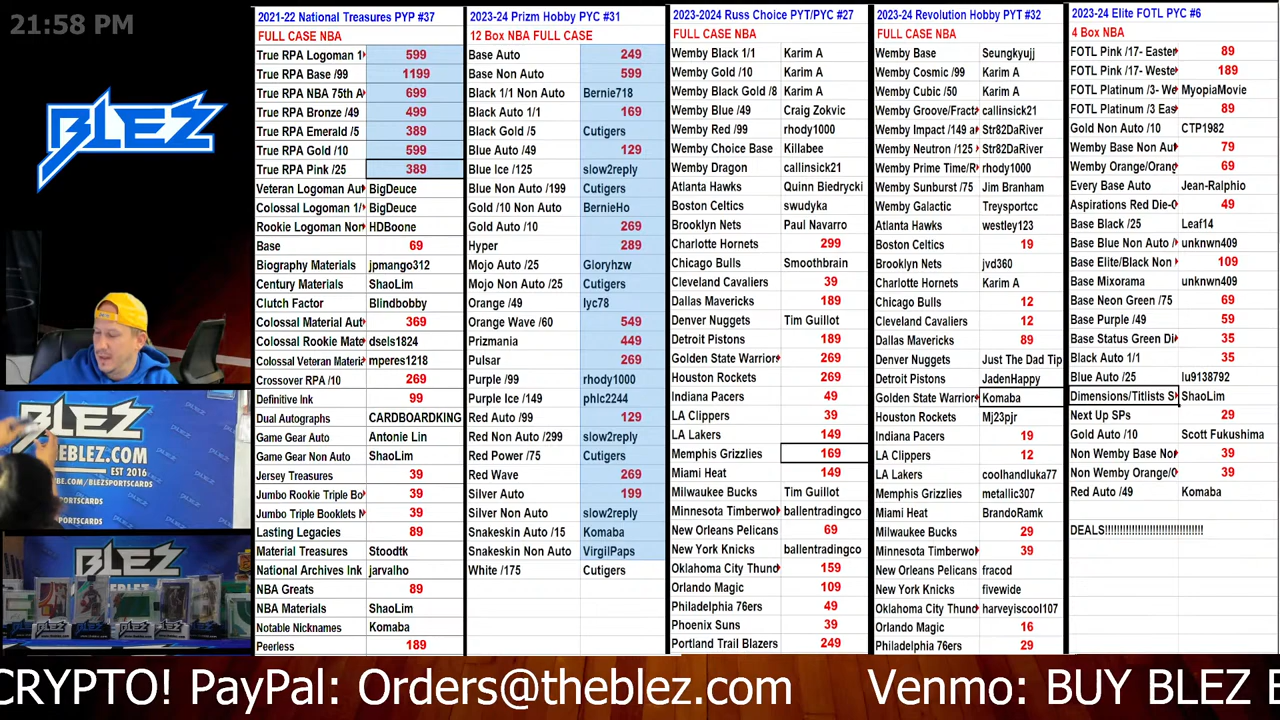 21:58 PM
BLEZ
2021-22 National Treasures PYP #37
FULL CASE NBA
True RPA Logoman 1 599
True RPA Base /99 1199
True RPA NBA 75th A 699
True RPA Bronze /49 499
True RPA Emerald /5 389
True RPA Gold /10 599
True RPA Pink /25 389
Veteran Logoman Au BigDeuce
Colossal Logoman 1/ BigDeuce
Rookie Logoman Non HDBoone
Base 69
Biography Materials jpmango312
Century Materials ShaoLim
Clutch Factor Blindbobby
Colossal Material Aut 369
Colossal Rookie Mate dsels1824
Colossal Veteran Materi mperes1218
Crossover RPA /10 269
Definitive Ink 99
Dual Autographs CARDBOARDKING
Game Gear Auto Antonie Lin
Game Gear Non Auto ShaoLim
Jersey Treasures 39
Jumbo Rookie Triple Bo 39
Jumbo Triple Booklets N 39
Lasting Legacies 89
Material Treasures Stoodtk
National Archives Ink jarvalho
NBA Greats 89
NBA Materials ShaoLim
Notable Nicknames Komaba
Peerless 189
2023-24 Prizm Hobby PYC #31
12 Box NBA FULL CASE
Base Auto 249
Base Non Auto 599
Black 1/1 Non Auto Bernie718
Black Auto 1/1 169
Black Gold /5 Cutigers
Blue Auto /49 129
Blue Ice /125 slow2reply
Blue Non Auto /199 Cutigers
Gold /10 Non Auto BernieHo
Gold Auto /10 269
Hyper 289
Mojo Auto /25 Gloryhzw
Mojo Non Auto /25 Cutigers
Orange /49 lyc78
Orange Wave /60 549
Prizmania 449
Pulsar 269
Purple /99 rhody1000
Purple Ice /149 phlc2244
Red Auto /99 129
Red Non Auto /299 slow2reply
Red Power /75 Cutigers
Red Wave 269
Silver Auto 199
Silver Non Auto slow2reply
Snakeskin Auto /15 Komaba
Snakeskin Non Auto VirgilPaps
White /175 Cutigers
2023-2024 Russ Choice PYT/PYC #27
FULL CASE NBA
Wemby Black 1/1 Karim A
Wemby Gold /10 Karim A
Wemby Black Gold /8 Karim A
Wemby Blue /49 Craig Zokvic
Wemby Red /99 rhody1000
Wemby Choice Base Killabee
Wemby Dragon callinsick21
Atlanta Hawks Quinn Biedrycki
Boston Celtics swudyka
Brooklyn Nets Paul Navarro
Charlotte Hornets 299
Chicago Bulls Smoothbrain
Cleveland Cavaliers 39
Dallas Mavericks 189
Denver Nuggets Tim Guillot
Detroit Pistons 189
Golden State Warrior 269
Houston Rockets 269
Indiana Pacers 49
LA Clippers 39
LA Lakers 149
Memphis Grizzlies 169
Miami Heat 149
Milwaukee Bucks Tim Guillot
Minnesota Timberwo ballentradingco
New Orleans Pelicans 69
New York Knicks ballentradingco
Oklahoma City Thund 159
Orlando Magic 109
Philadelphia 76ers 49
Phoenix Suns 39
Portland Trail Blazers 249
2023-24 Revolution Hobby PYT #32
FULL CASE NBA
Wemby Base Seungkyujj
Wemby Cosmic /99 Karim A
Wemby Cubic /50 Karim A
Wemby Groove/Fract callinsick21
Wemby Impact /149 a Str82DaRiver
Wemby Neutron /125 Str82DaRiver
Wemby Prime Time/R rhody1000
Wemby Sunburst /75 Jim Branham
Wemby Galactic Treysportcc
Atlanta Hawks westley123
Boston Celtics 19
Brooklyn Nets jvd360
Charlotte Hornets Karim A
Chicago Bulls 12
Cleveland Cavaliers 12
Dallas Mavericks 89
Denver Nuggets Just The Dad Tip
Detroit Pistons JadenHappy
Golden State Warrior Komaba
Houston Rockets Mj23pjr
Indiana Pacers 19
LA Clippers 12
LA Lakers coolhandluka77
Memphis Grizzlies metallic307
Miami Heat BrandoRamk
Milwaukee Bucks 29
Minnesota Timberwo 39
New Orleans Pelicans fracod
New York Knicks fivewide
Oklahoma City Thund harveyiscool107
Orlando Magic 16
Philadelphia 76ers 29
2023-24 Elite FOTL PYC #6
4 Box NBA
FOTL Pink /17- Easter 89
FOTL Pink /17- Weste 189
FOTL Platinum /3- We MyopiaMovie
FOTL Platinum /3 Eas 89
Gold Non Auto /10 CTP1982
Wemby Base Non Au 79
Wemby Orange/Oran 69
Every Base Auto Jean-Ralphio
Aspirations Red Die-C 49
Base Black /25 Leaf14
Base Blue Non Auto / unknwn409
Base Elite/Black Non 109
Base Mixorama unknwn409
Base Neon Green /75 69
Base Purple /49 59
Base Status Green Di 35
Black Auto 1/1 35
Blue Auto /25 lu9138792
Dimensions/Titlists S ShaoLim
Next Up SPs 29
Gold Auto /10 Scott Fukushima
Non Wemby Base Nor 39
Non Wemby Orange/O 39
Red Auto /49 Komaba
DEALS!!!!!!!!!!!!!!!!!!!!!!!!!!!!!!!!!
BLEZ
THEBLEZ.COM
EST 2016
BE.COM/BLEZSPORTSCARDS
SPORTSCARDS
BLEZ
CRYPTO! PayPal: Orders@theblez.com Venmo: BUY BLEZ